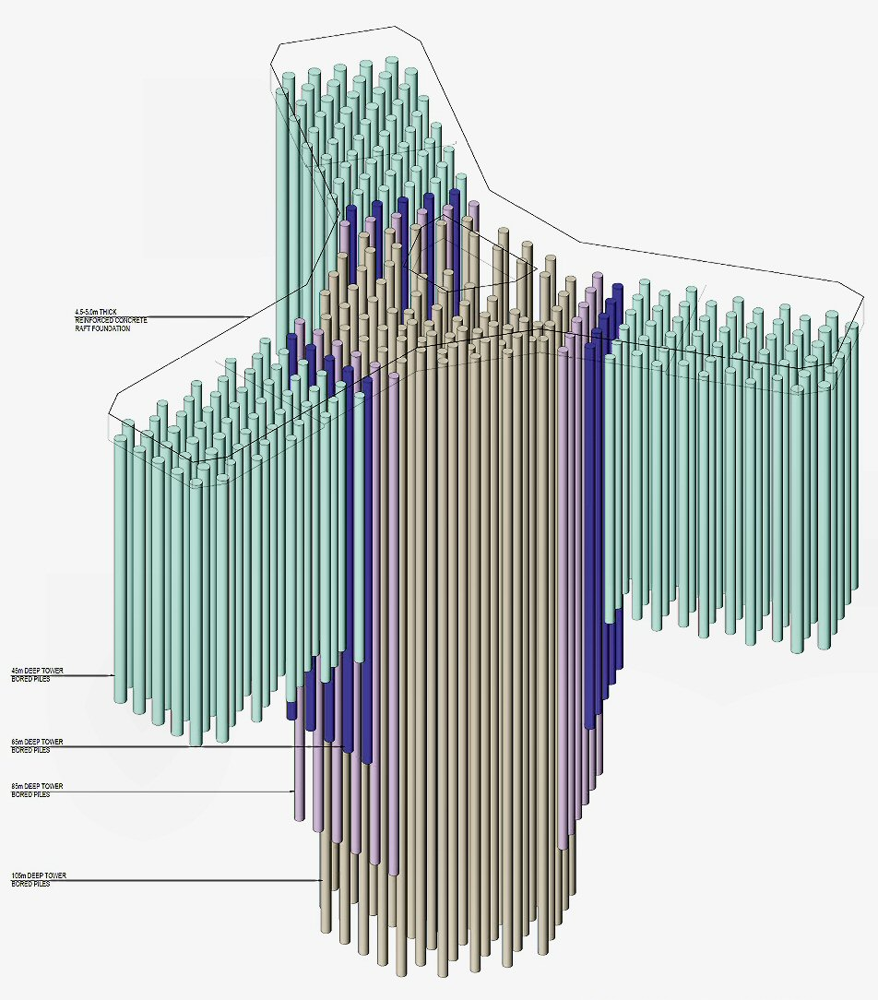 4.5-5.0m THICK
REINFORCED CONCRETE
RAFT FOUNDATION
45m DEEP TOWER
BORED PILES
65m DEEP TOWER
BORED PILES
85m DEEP TOWER
BORED PILES
105m DEEP TOWER
BORED PILES